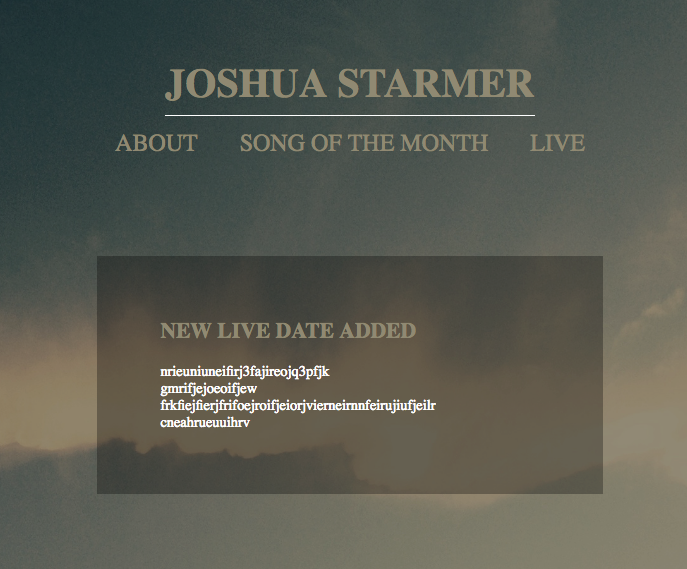 JOSHUA STARMER
ABOUT SONG OF THE MONTH LIVE
NEW LIVE DATE ADDED
nrieuniuneifirj3fajireojq3pfjk
gmrifjejoeoifjew
frkfiejfierjfrifoejroifjeiorjvierneirnnfeirujiufjeilr
cneahrueuuihrv